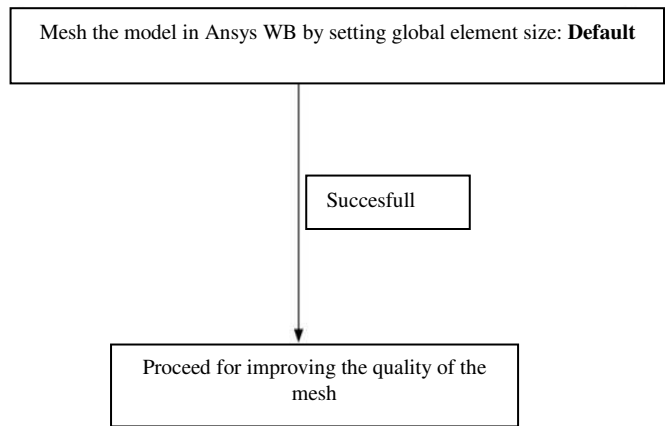 Mesh the model in Ansys WB by setting global element size: Default
Succesfull
Proceed for improving the quality of the
mesh